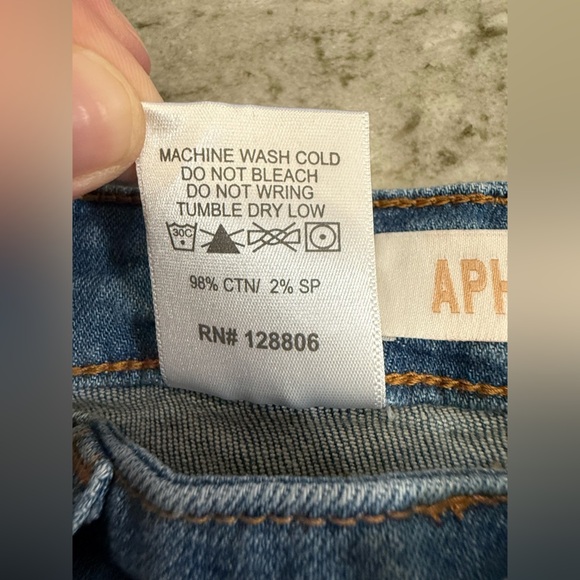 MACHINE WASH COLD
DO NOT BLEACH
DO NOT WRING
TUMBLE DRY LOW
30C
98% CTN/ 2% SP
RN# 128806
APH